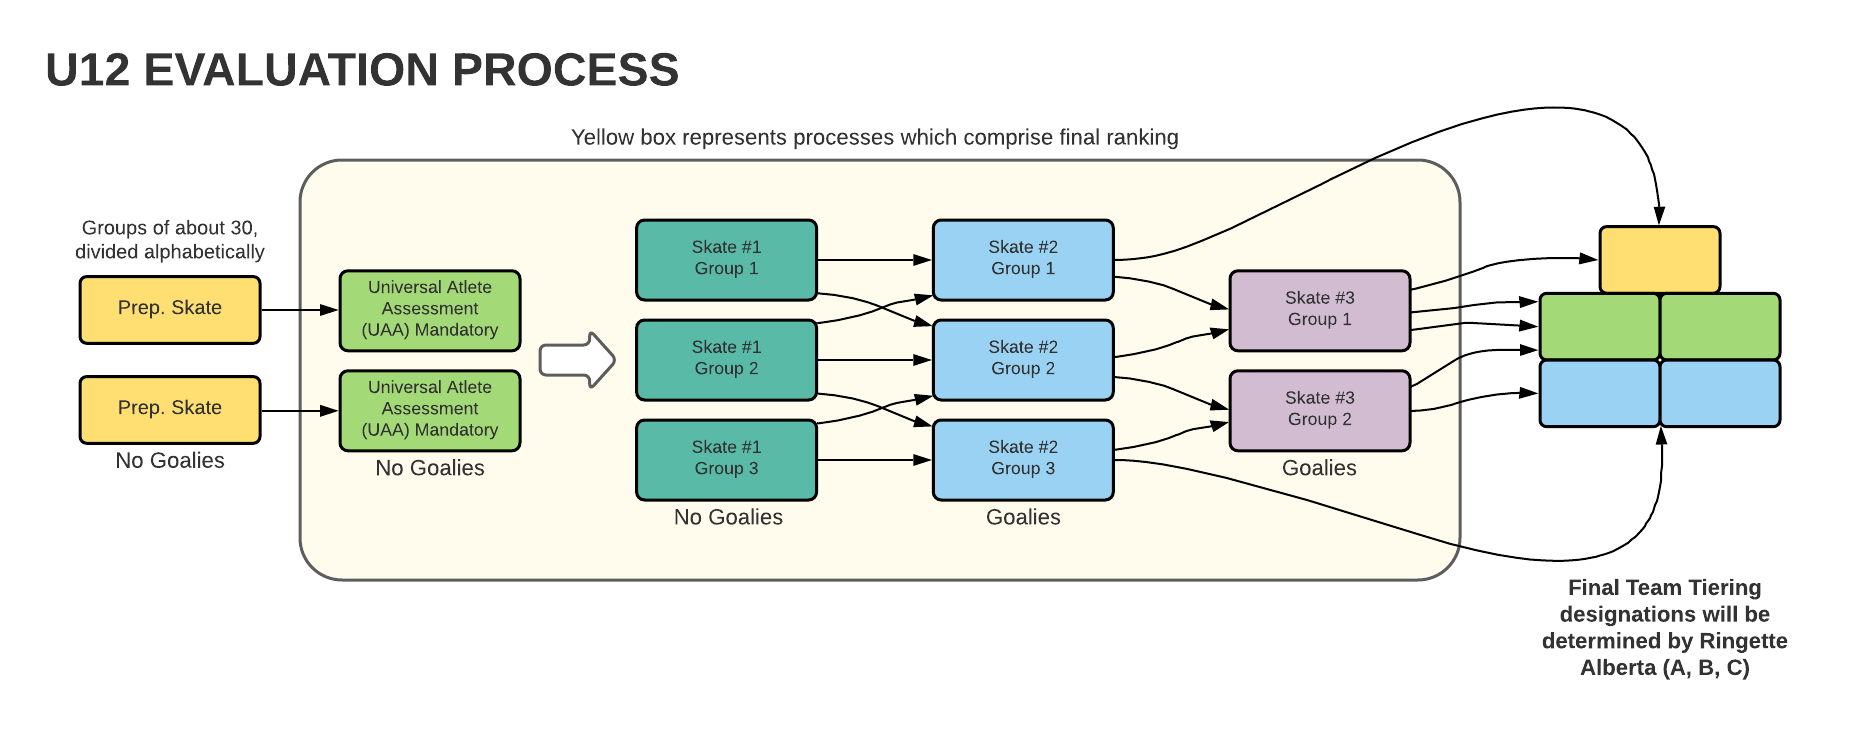 U12 EVALUATION PROCESS
Yellow box represents processes which comprise final ranking
Groups of about 30,
divided alphabetically
Prep. Skate
Prep. Skate
No Goalies
Universal Atlete
Assessment
(UAA) Mandatory
Universal Atlete
Assessment
(UAA) Mandatory
No Goalies
Skate #1
Group 1
Skate #1
Group 2
Skate #1
Group 3
No Goalies
Skate #2
Group 1
Skate #2
Group 2
Skate #2
Group 3
Goalies
Skate #3
Group 1
Skate #3
Group 2
Goalies
Final Team Tiering
designations will be
determined by Ringette
Alberta (A, B, C)